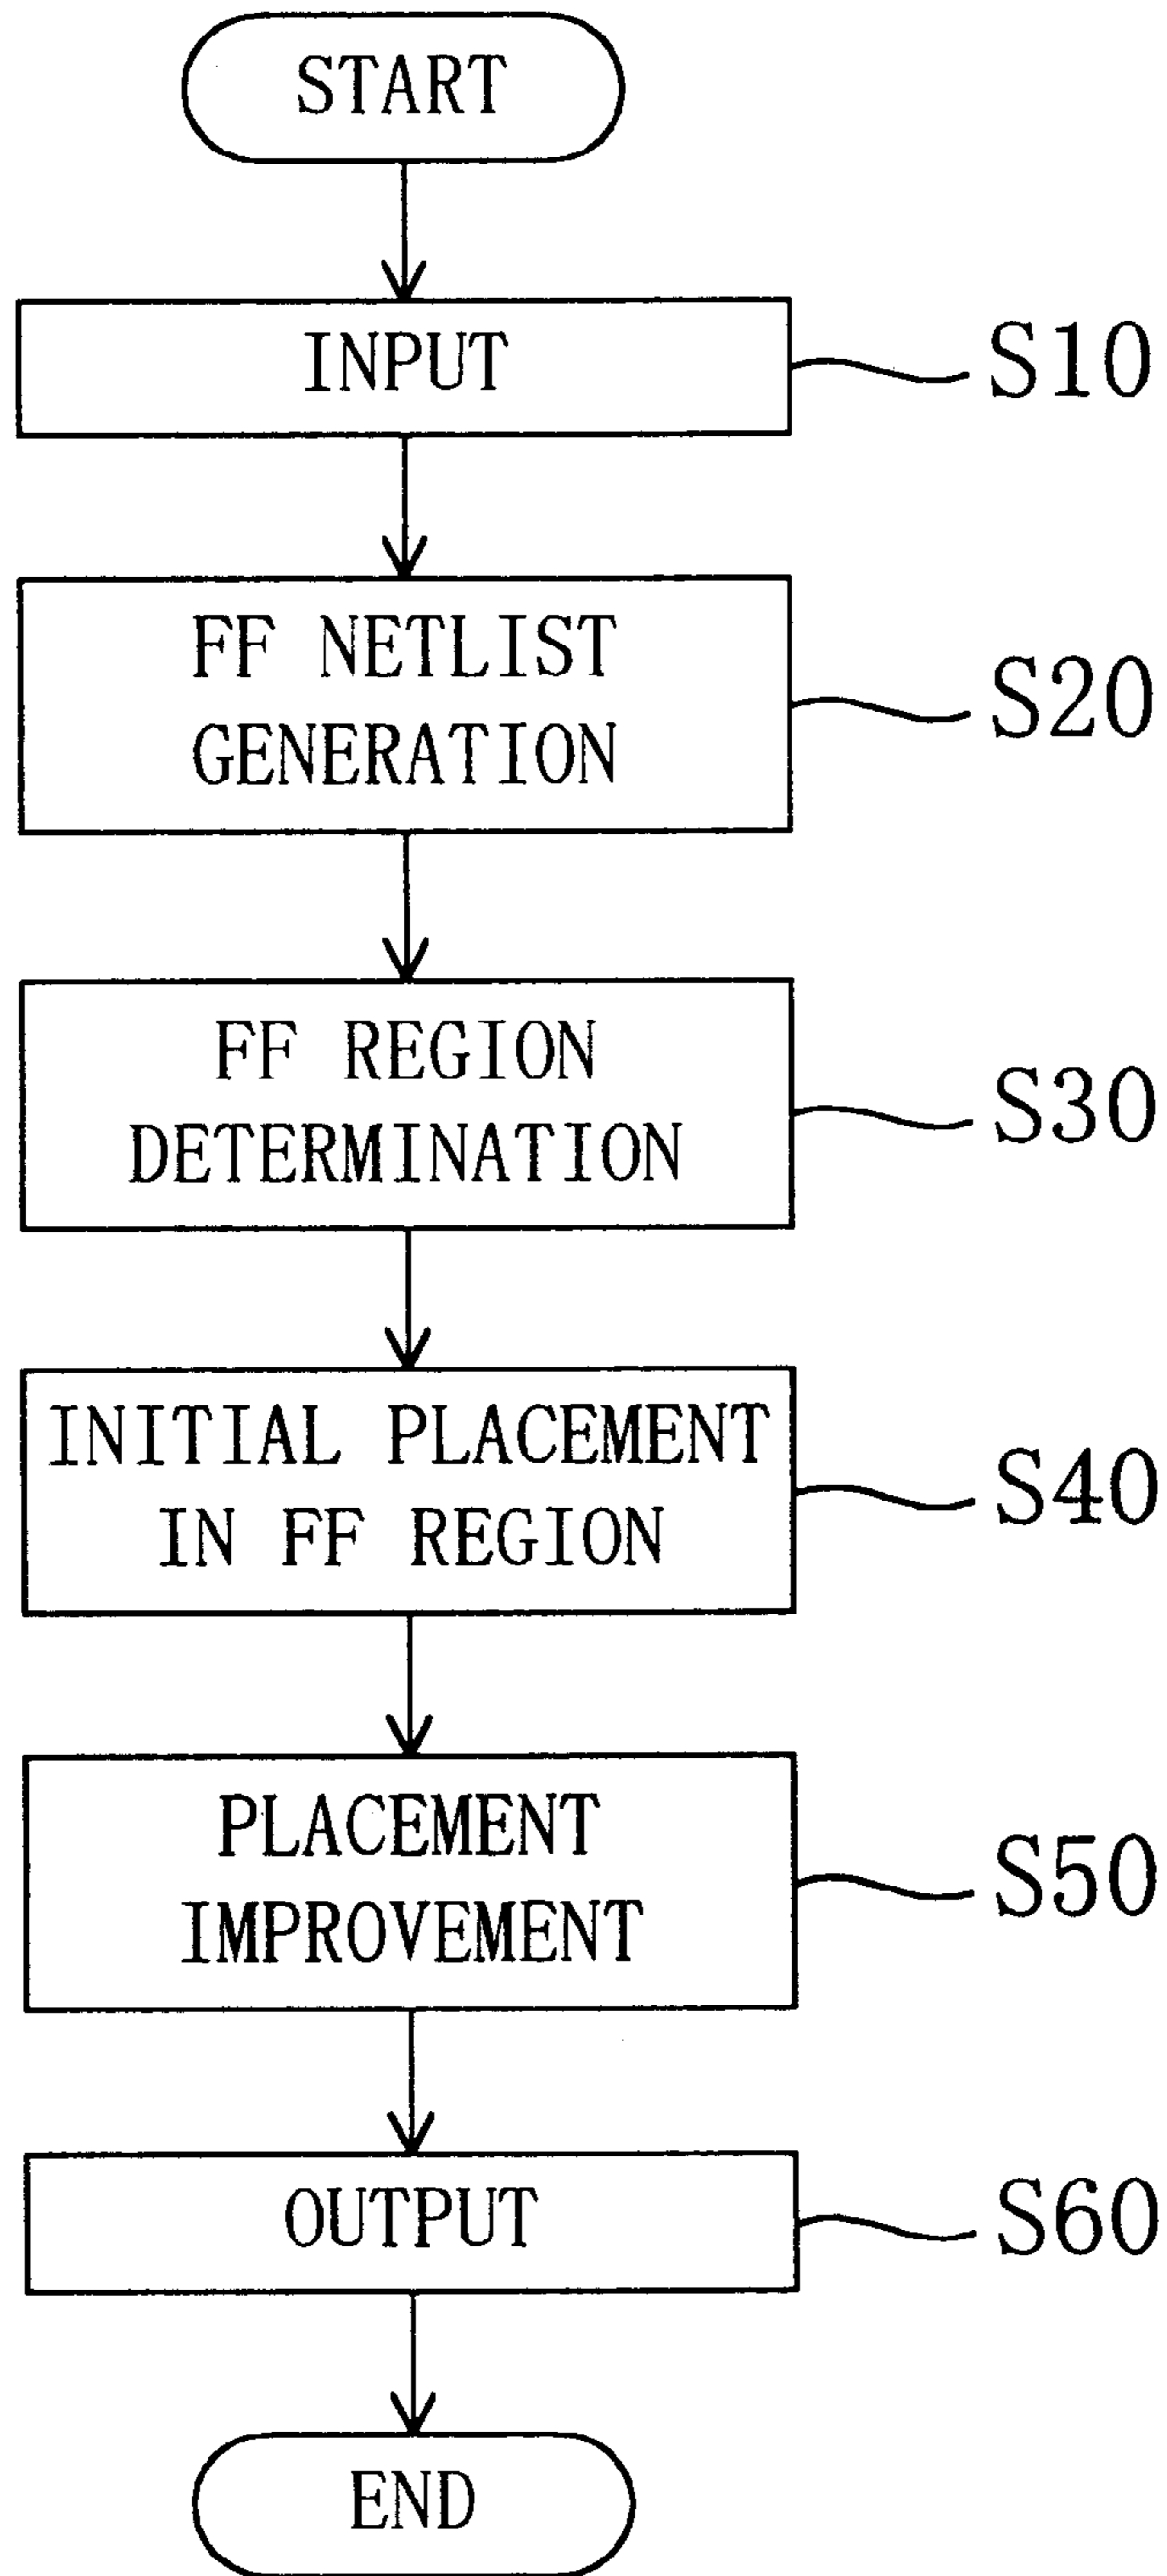 START
INPUT
S10
FF NETLIST
GENERATION
S20
FF REGION
DETERMINATION
S30
INITIAL PLACEMENT
IN FF REGION
S40
PLACEMENT
IMPROVEMENT
S50
OUTPUT
S60
END